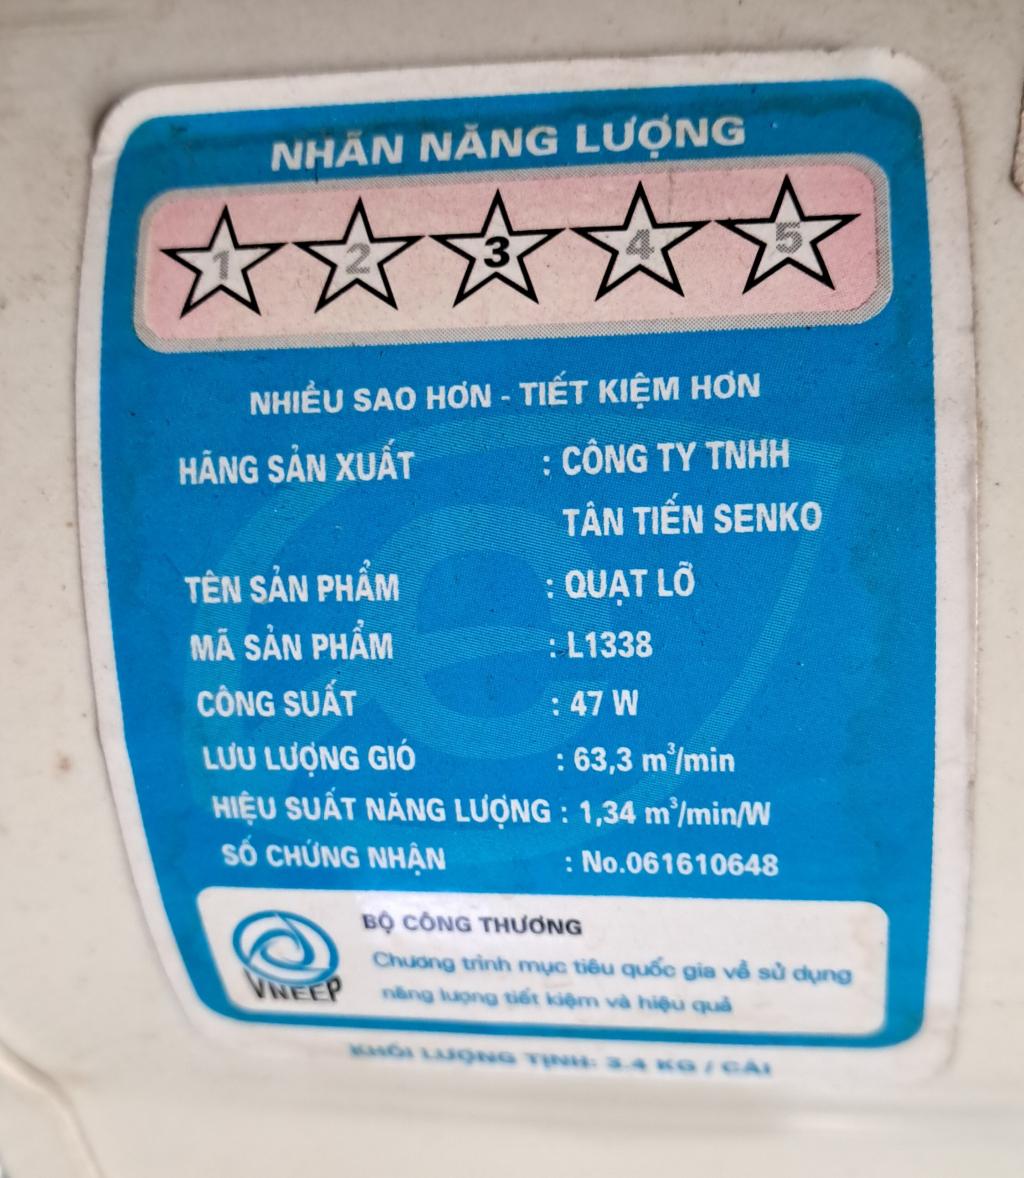 NHÃN NĂNG LƯỢNG
1 2 3 4 5
NHIỀU SAO HƠN - TIẾT KIỆM HƠN
HÃNG SẢN XUẤT : CÔNG TY TNHH
TÂN TIẾN SENKO
TÊN SẢN PHẨM : QUẠT LỠ
MÃ SẢN PHẨM : L1338
CÔNG SUẤT : 47 W
LƯU LƯỢNG GIÓ : 63,3 m³/min
HIỆU SUẤT NĂNG LƯỢNG : 1,34 m³/min/W
SỐ CHỨNG NHẬN : No.061610648
BỘ CÔNG THƯƠNG
Chương trình mục tiêu quốc gia về sử dụng
năng lượng tiết kiệm và hiệu quả
VNEEP
KHỐI LƯỢNG TỊNH: 3.4 KG / CÁI